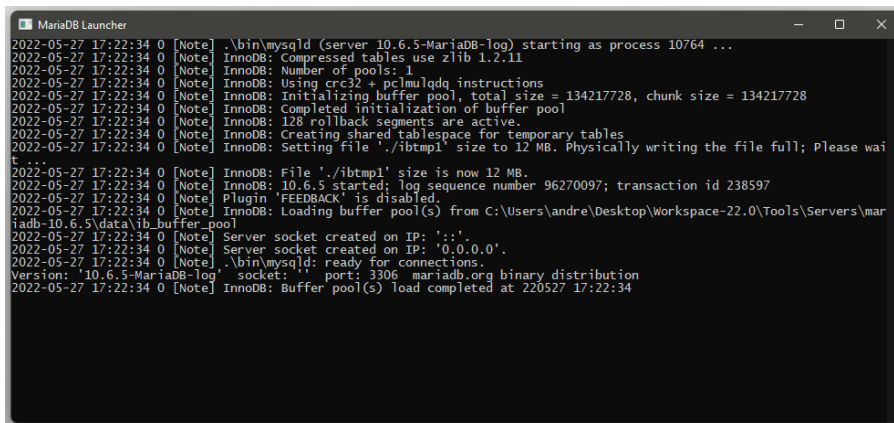 MariaDB Launcher
2022-05-27 17:22:34 0 [Note] .\bin\mysqld (server 10.6.5-MariaDB-log) starting as process 10764 ...
2022-05-27 17:22:34 0 [Note] InnoDB: Compressed tables use zlib 1.2.11
2022-05-27 17:22:34 0 [Note] InnoDB: Number of pools: 1
2022-05-27 17:22:34 0 [Note] InnoDB: Using crc32 + pclmulqdq instructions
2022-05-27 17:22:34 0 [Note] InnoDB: Initializing buffer pool, total size = 134217728, chunk size = 134217728
2022-05-27 17:22:34 0 [Note] InnoDB: Completed initialization of buffer pool
2022-05-27 17:22:34 0 [Note] InnoDB: 128 rollback segments are active.
2022-05-27 17:22:34 0 [Note] InnoDB: Creating shared tablespace for temporary tables
2022-05-27 17:22:34 0 [Note] InnoDB: Setting file './ibtmp1' size to 12 MB. Physically writing the file full; Please wai
t ...
2022-05-27 17:22:34 0 [Note] InnoDB: File './ibtmp1' size is now 12 MB.
2022-05-27 17:22:34 0 [Note] InnoDB: 10.6.5 started; log sequence number 96270097; transaction id 238597
2022-05-27 17:22:34 0 [Note] Plugin 'FEEDBACK' is disabled.
2022-05-27 17:22:34 0 [Note] InnoDB: Loading buffer pool(s) from C:\Users\andre\Desktop\Workspace-22.0\Tools\Servers\mar
iadb-10.6.5\data\ib_buffer_pool
2022-05-27 17:22:34 0 [Note] Server socket created on IP: '::'.
2022-05-27 17:22:34 0 [Note] Server socket created on IP: '0.0.0.0'.
2022-05-27 17:22:34 0 [Note] .\bin\mysqld: ready for connections.
Version: '10.6.5-MariaDB-log'  socket: ''  port: 3306  mariadb.org binary distribution
2022-05-27 17:22:34 0 [Note] InnoDB: Buffer pool(s) load completed at 220527 17:22:34